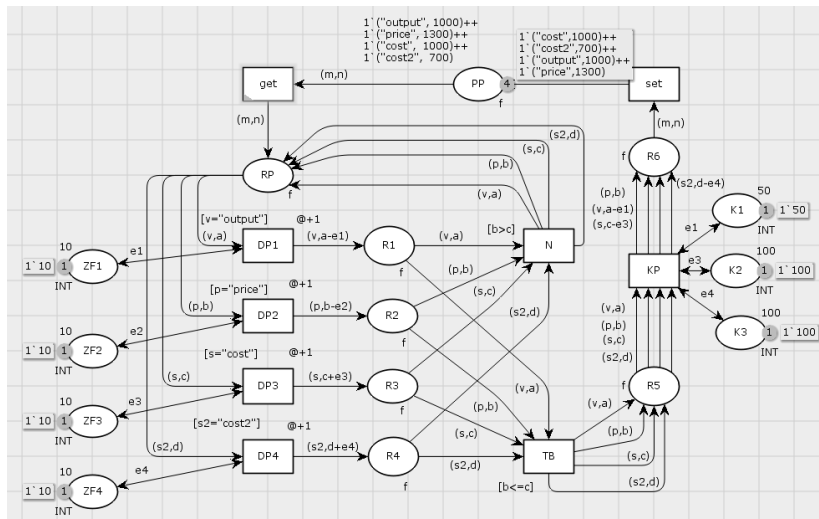 1`("output", 1000)++
1`("price", 1300)++
1`("cost", 1000)++
1`("cost2", 700)
1`("cost",1000)++
1`("cost2",700)++
1`("output",1000)++
1`("price",1300)
get
(m,n)
PP
4
f
set
(m,n)
(m,n)
(s2,d)
(s,c)
(p,b)
(v,a)
RP
f
f
R6
(p,b)
(v,a-e1)
(s,c-e3)
(s2,d-e4)
50
K1
1
1`50
INT
e1
[v="output"]
@+1
(v,a)
DP1
(v,a-e1)
R1
f
(v,a)
[b>c]
N
10
1`10
1
ZF1
INT
e1
KP
e3
100
K2
1
1`100
INT
e4
[p="price"]
@+1
(p,b)
DP2
(p,b-e2)
R2
f
(p,b)
(s,c)
(s2,d)
10
1`10
1
ZF2
INT
e2
(v,a)
(p,b)
(s,c)
(s2,d)
100
K3
1
1`100
INT
[s="cost"]
@+1
(s,c)
DP3
(s,c+e3)
R3
f
(v,a)
(p,b)
(s,c)
10
1`10
1
ZF3
INT
e3
f
R5
(v,a)
(p,b)
(s,c)
(s2,d)
[s2="cost2"]
@+1
(s2,d)
DP4
(s2,d+e4)
R4
f
(s2,d)
TB
[b<=c]
10
1`10
1
ZF4
INT
e4